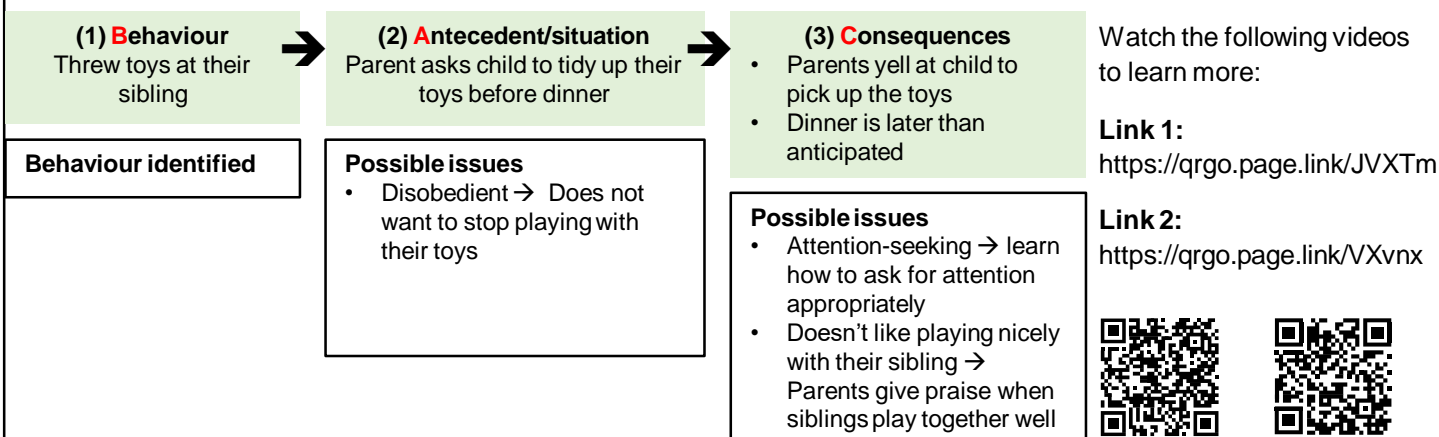 (1) Behaviour
Threw toys at their
sibling
➔
(2) Antecedent/situation
Parent asks child to tidy up their
toys before dinner
➔
(3) Consequences
• Parents yell at child to
pick up the toys
• Dinner is later than
anticipated
Behaviour identified
Possible issues
• Disobedient → Does not
want to stop playing with
their toys
Possible issues
• Attention-seeking → learn
how to ask for attention
appropriately
• Doesn’t like playing nicely
with their sibling →
Parents give praise when
siblings play together well
Watch the following videos
to learn more:
Link 1:
https://qrgo.page.link/JVXTm
Link 2:
https://qrgo.page.link/VXvnx